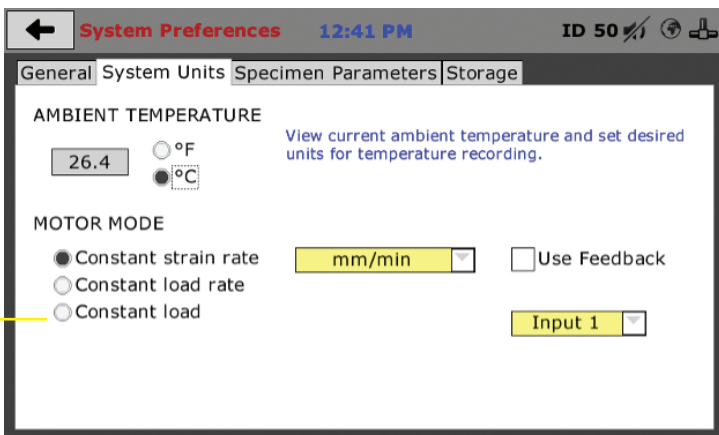 System Preferences 12:41 PM ID 50
General System Units Specimen Parameters Storage
AMBIENT TEMPERATURE
26.4
°F
°C
View current ambient temperature and set desired
units for temperature recording.
MOTOR MODE
Constant strain rate mm/min Use Feedback
Constant load rate
Constant load
Input 1